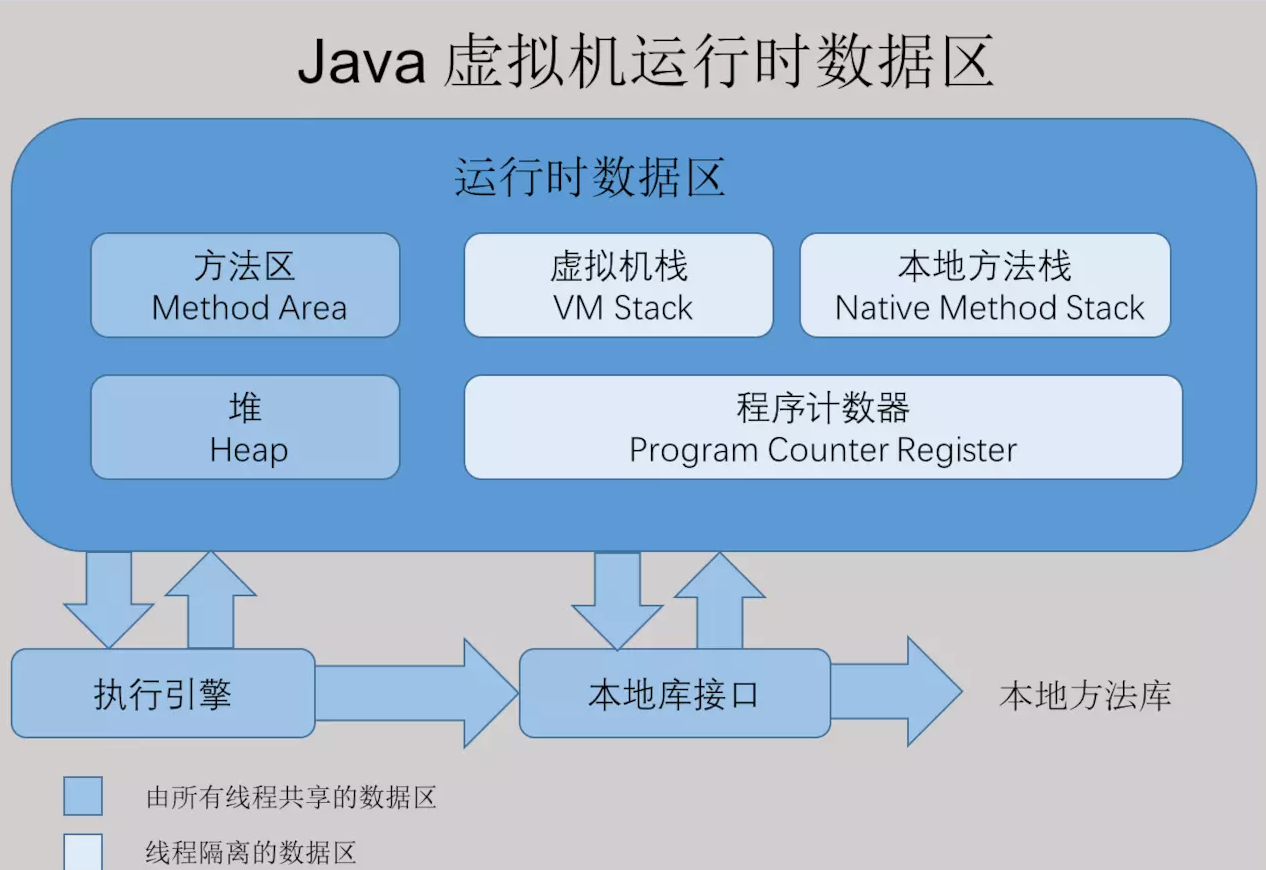 Java 虚拟机运行时数据区
运行时数据区
方法区
Method Area
虚拟机栈
VM Stack
本地方法栈
Native Method Stack
堆
Heap
程序计数器
Program Counter Register
执行引擎
本地库接口
本地方法库
由所有线程共享的数据区
线程隔离的数据区